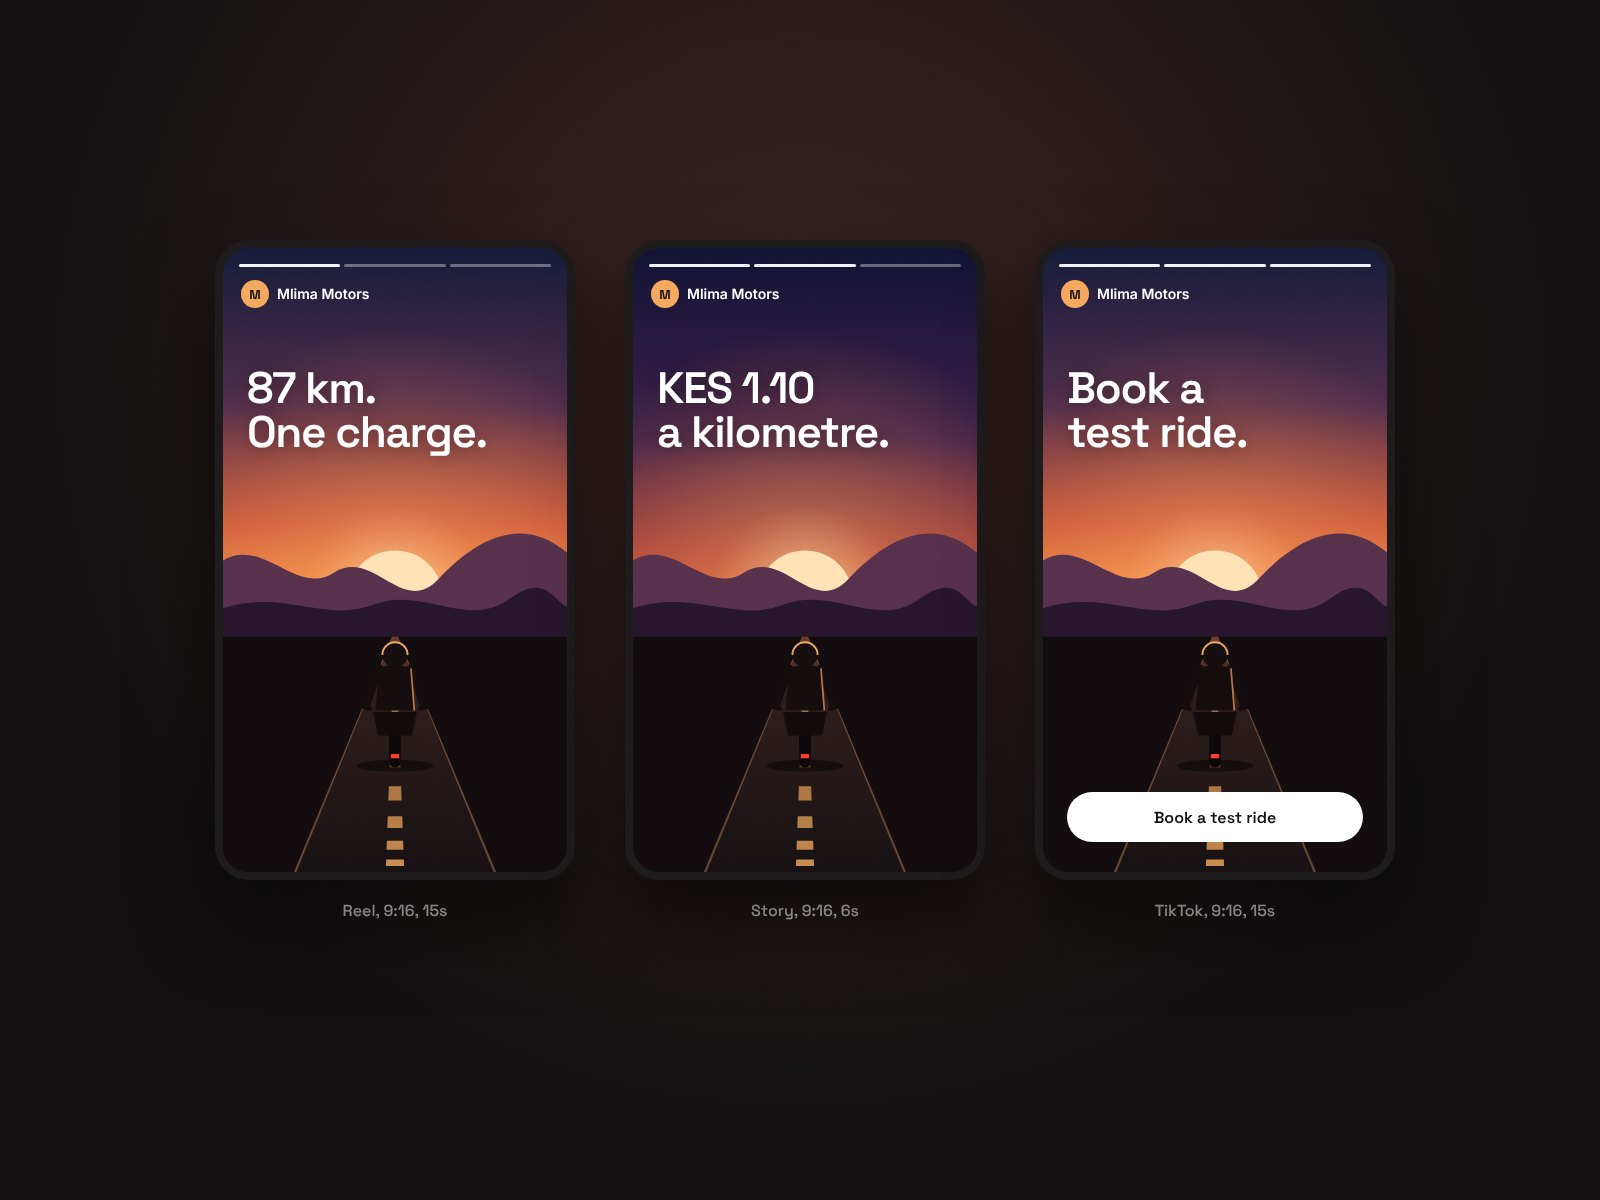 M Mlima Motors
87 km.
One charge.
Reel, 9:16, 15s
M Mlima Motors
KES 1.10
a kilometre.
Story, 9:16, 6s
M Mlima Motors
Book a
test ride.
Book a test ride
TikTok, 9:16, 15s